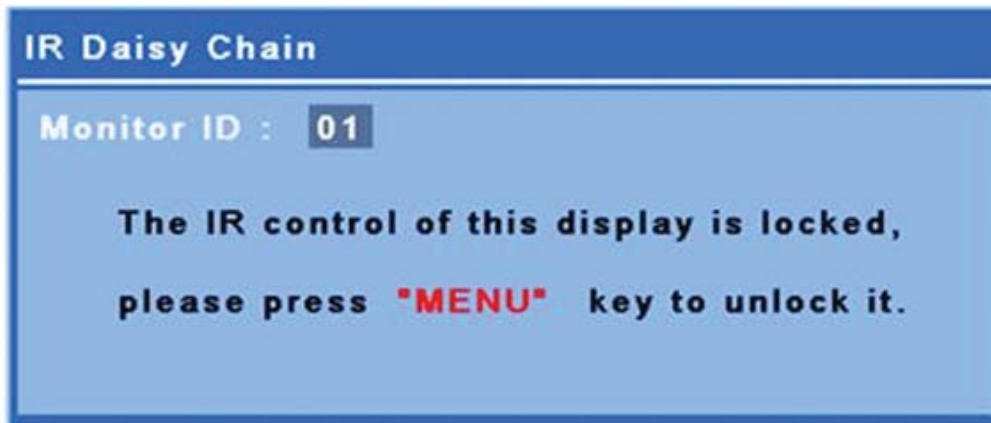 IR Daisy Chain
Monitor ID : 01
The IR control of this display is locked,
please press "MENU" key to unlock it.